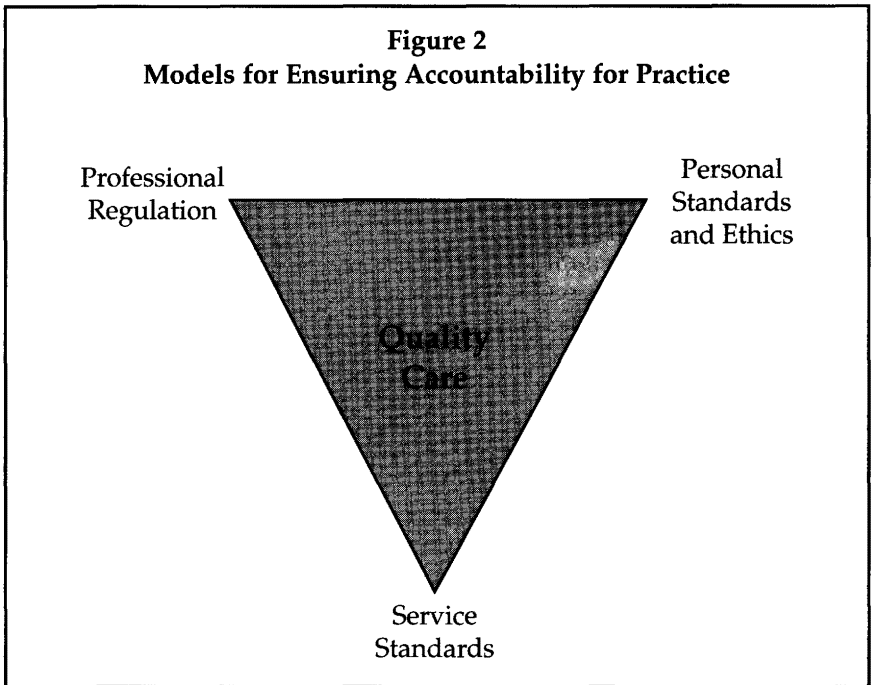 Figure 2
Models for Ensuring Accountability for Practice
Professional
Regulation
Personal
Standards
and Ethics
Quality
Care
Service
Standards